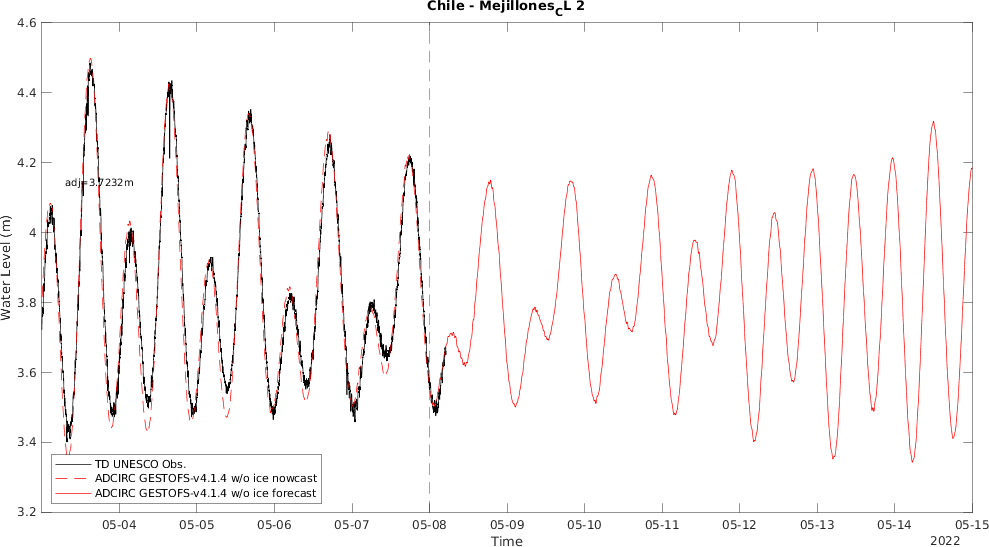 Chile - Mejillones_CL 2
4.6
4.4
4.2
4
3.8
3.6
3.4
3.2
Water Level (m)
adj=3.7232m
TD UNESCO Obs.
ADCIRC GESTOFS-v4.1.4 w/o ice nowcast
ADCIRC GESTOFS-v4.1.4 w/o ice forecast
05-04 05-05 05-06 05-07 05-08 05-09 05-10 05-11 05-12 05-13 05-14 05-15
Time
2022